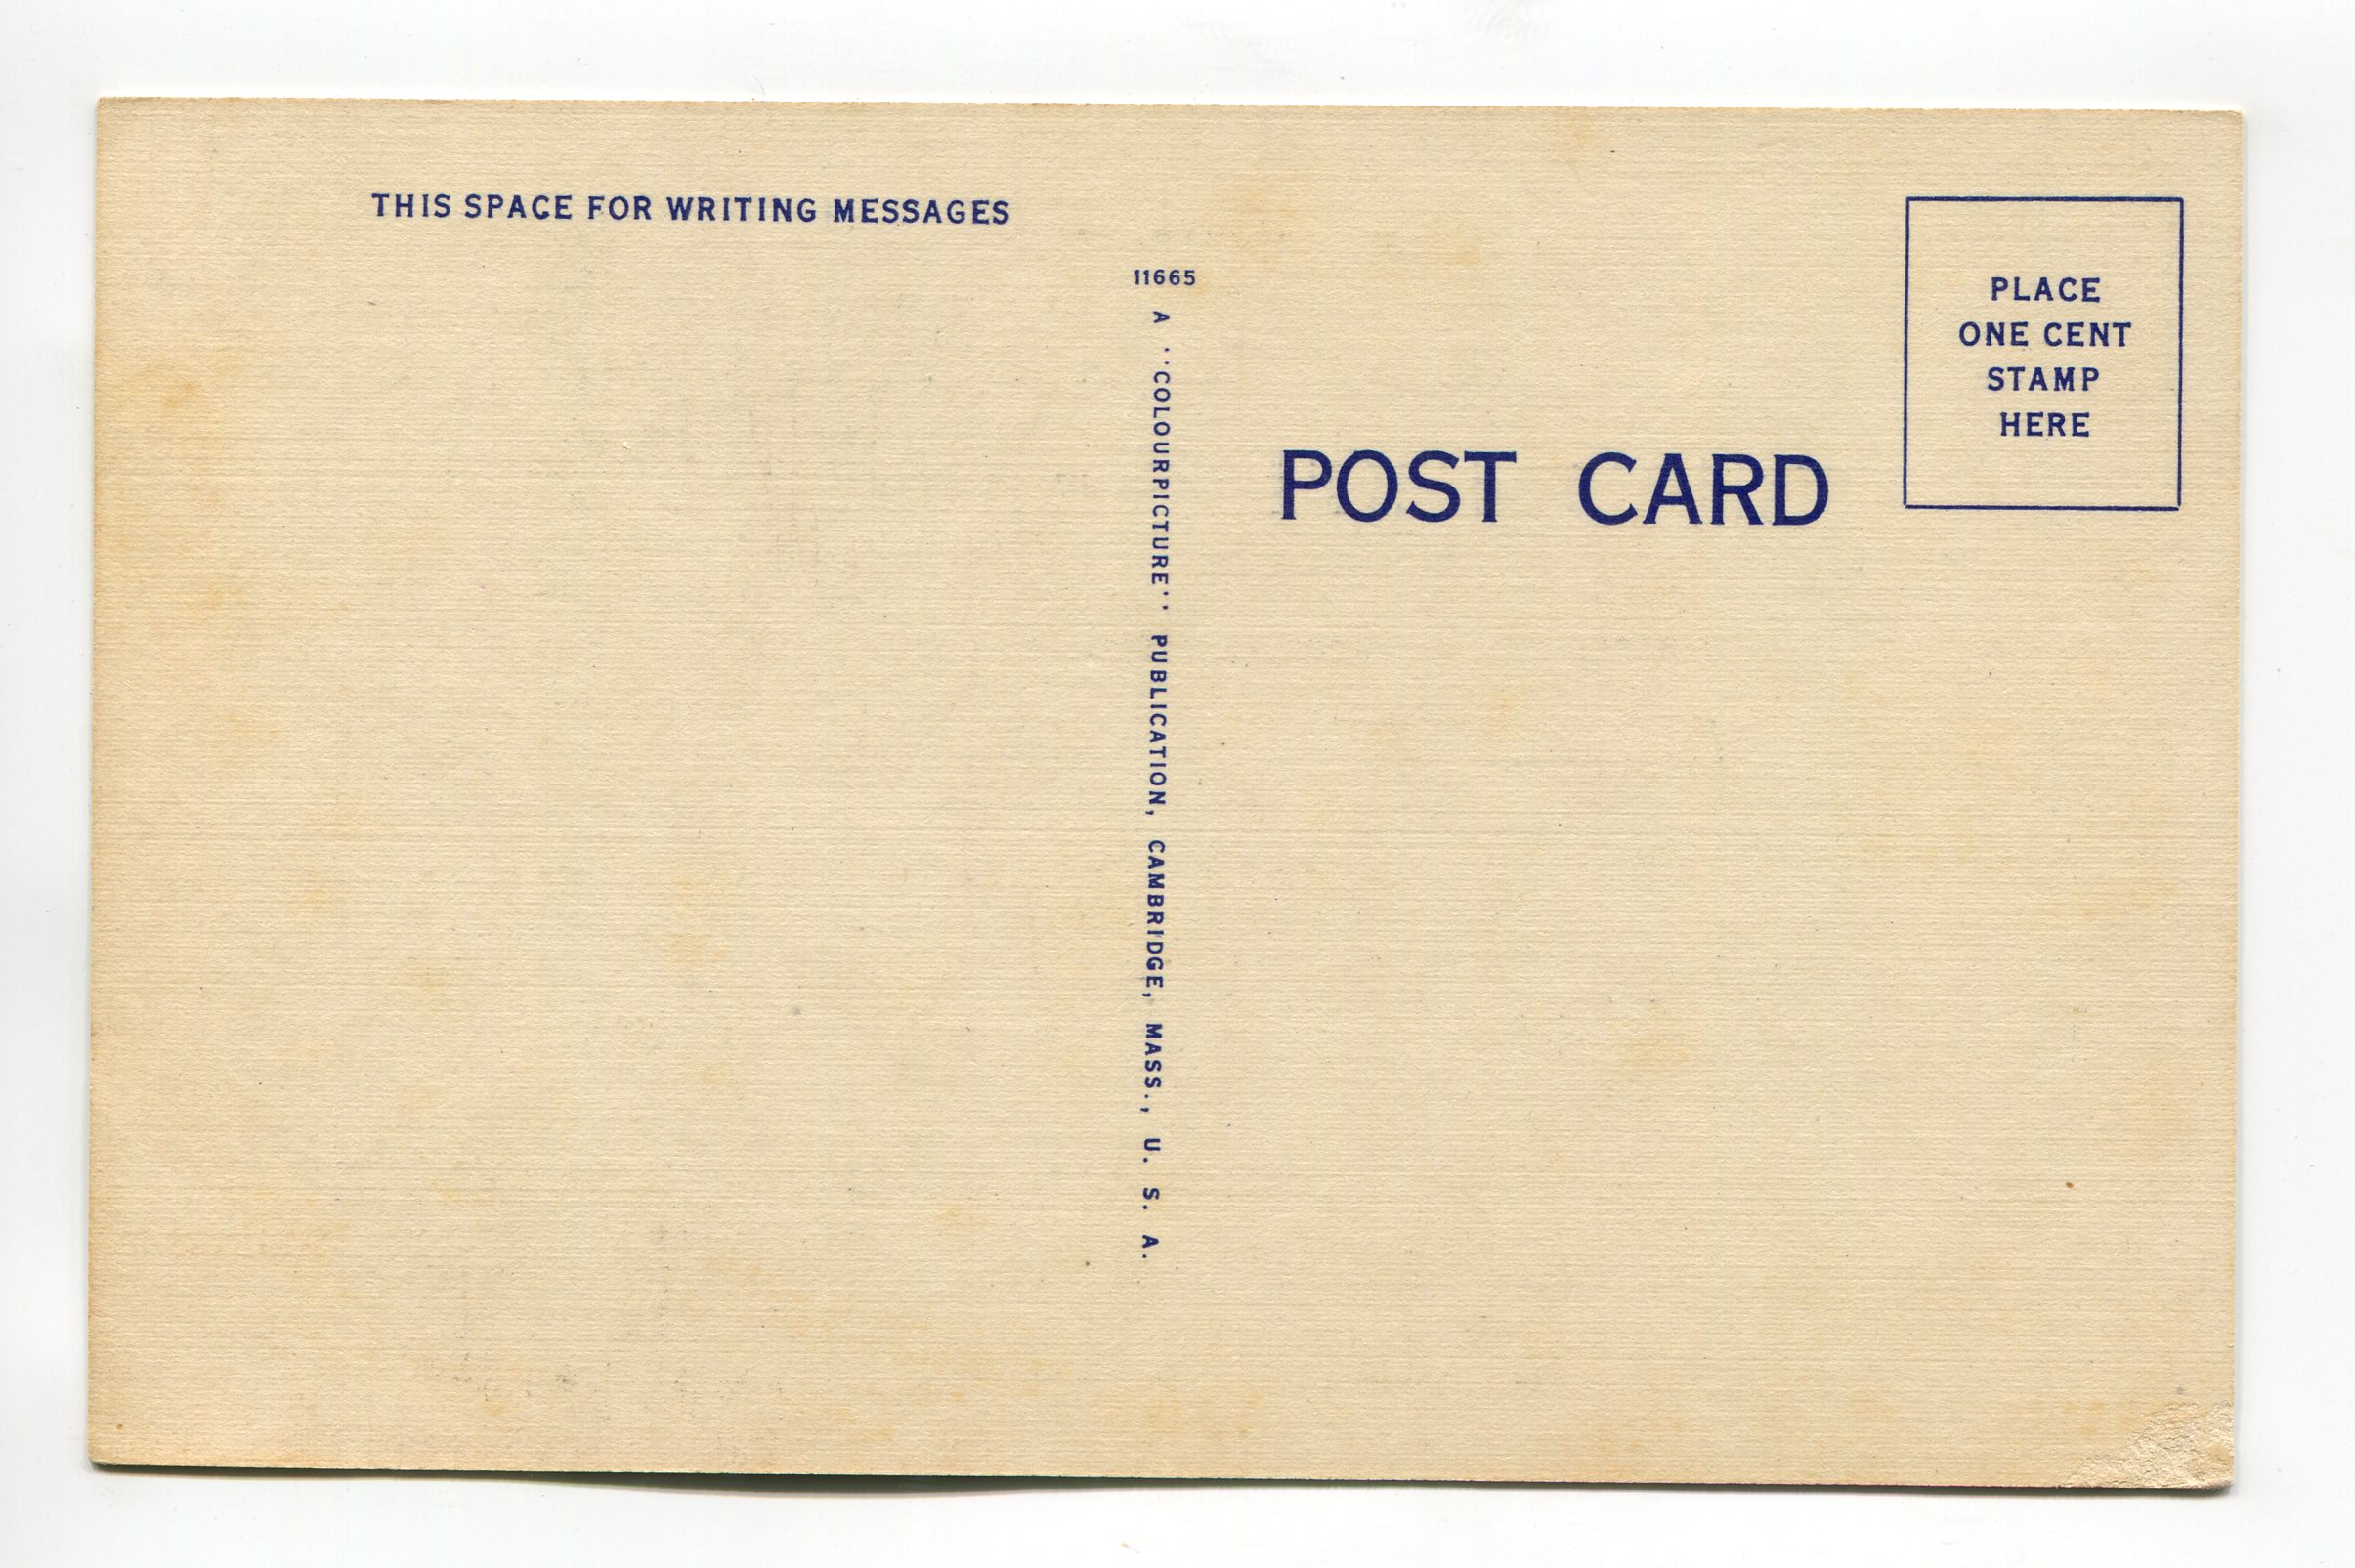 THIS SPACE FOR WRITING MESSAGES
11665
A "COLOURPICTURE" PUBLICATION, CAMBRIDGE, MASS., U. S. A.
POST CARD
PLACE
ONE CENT
STAMP
HERE